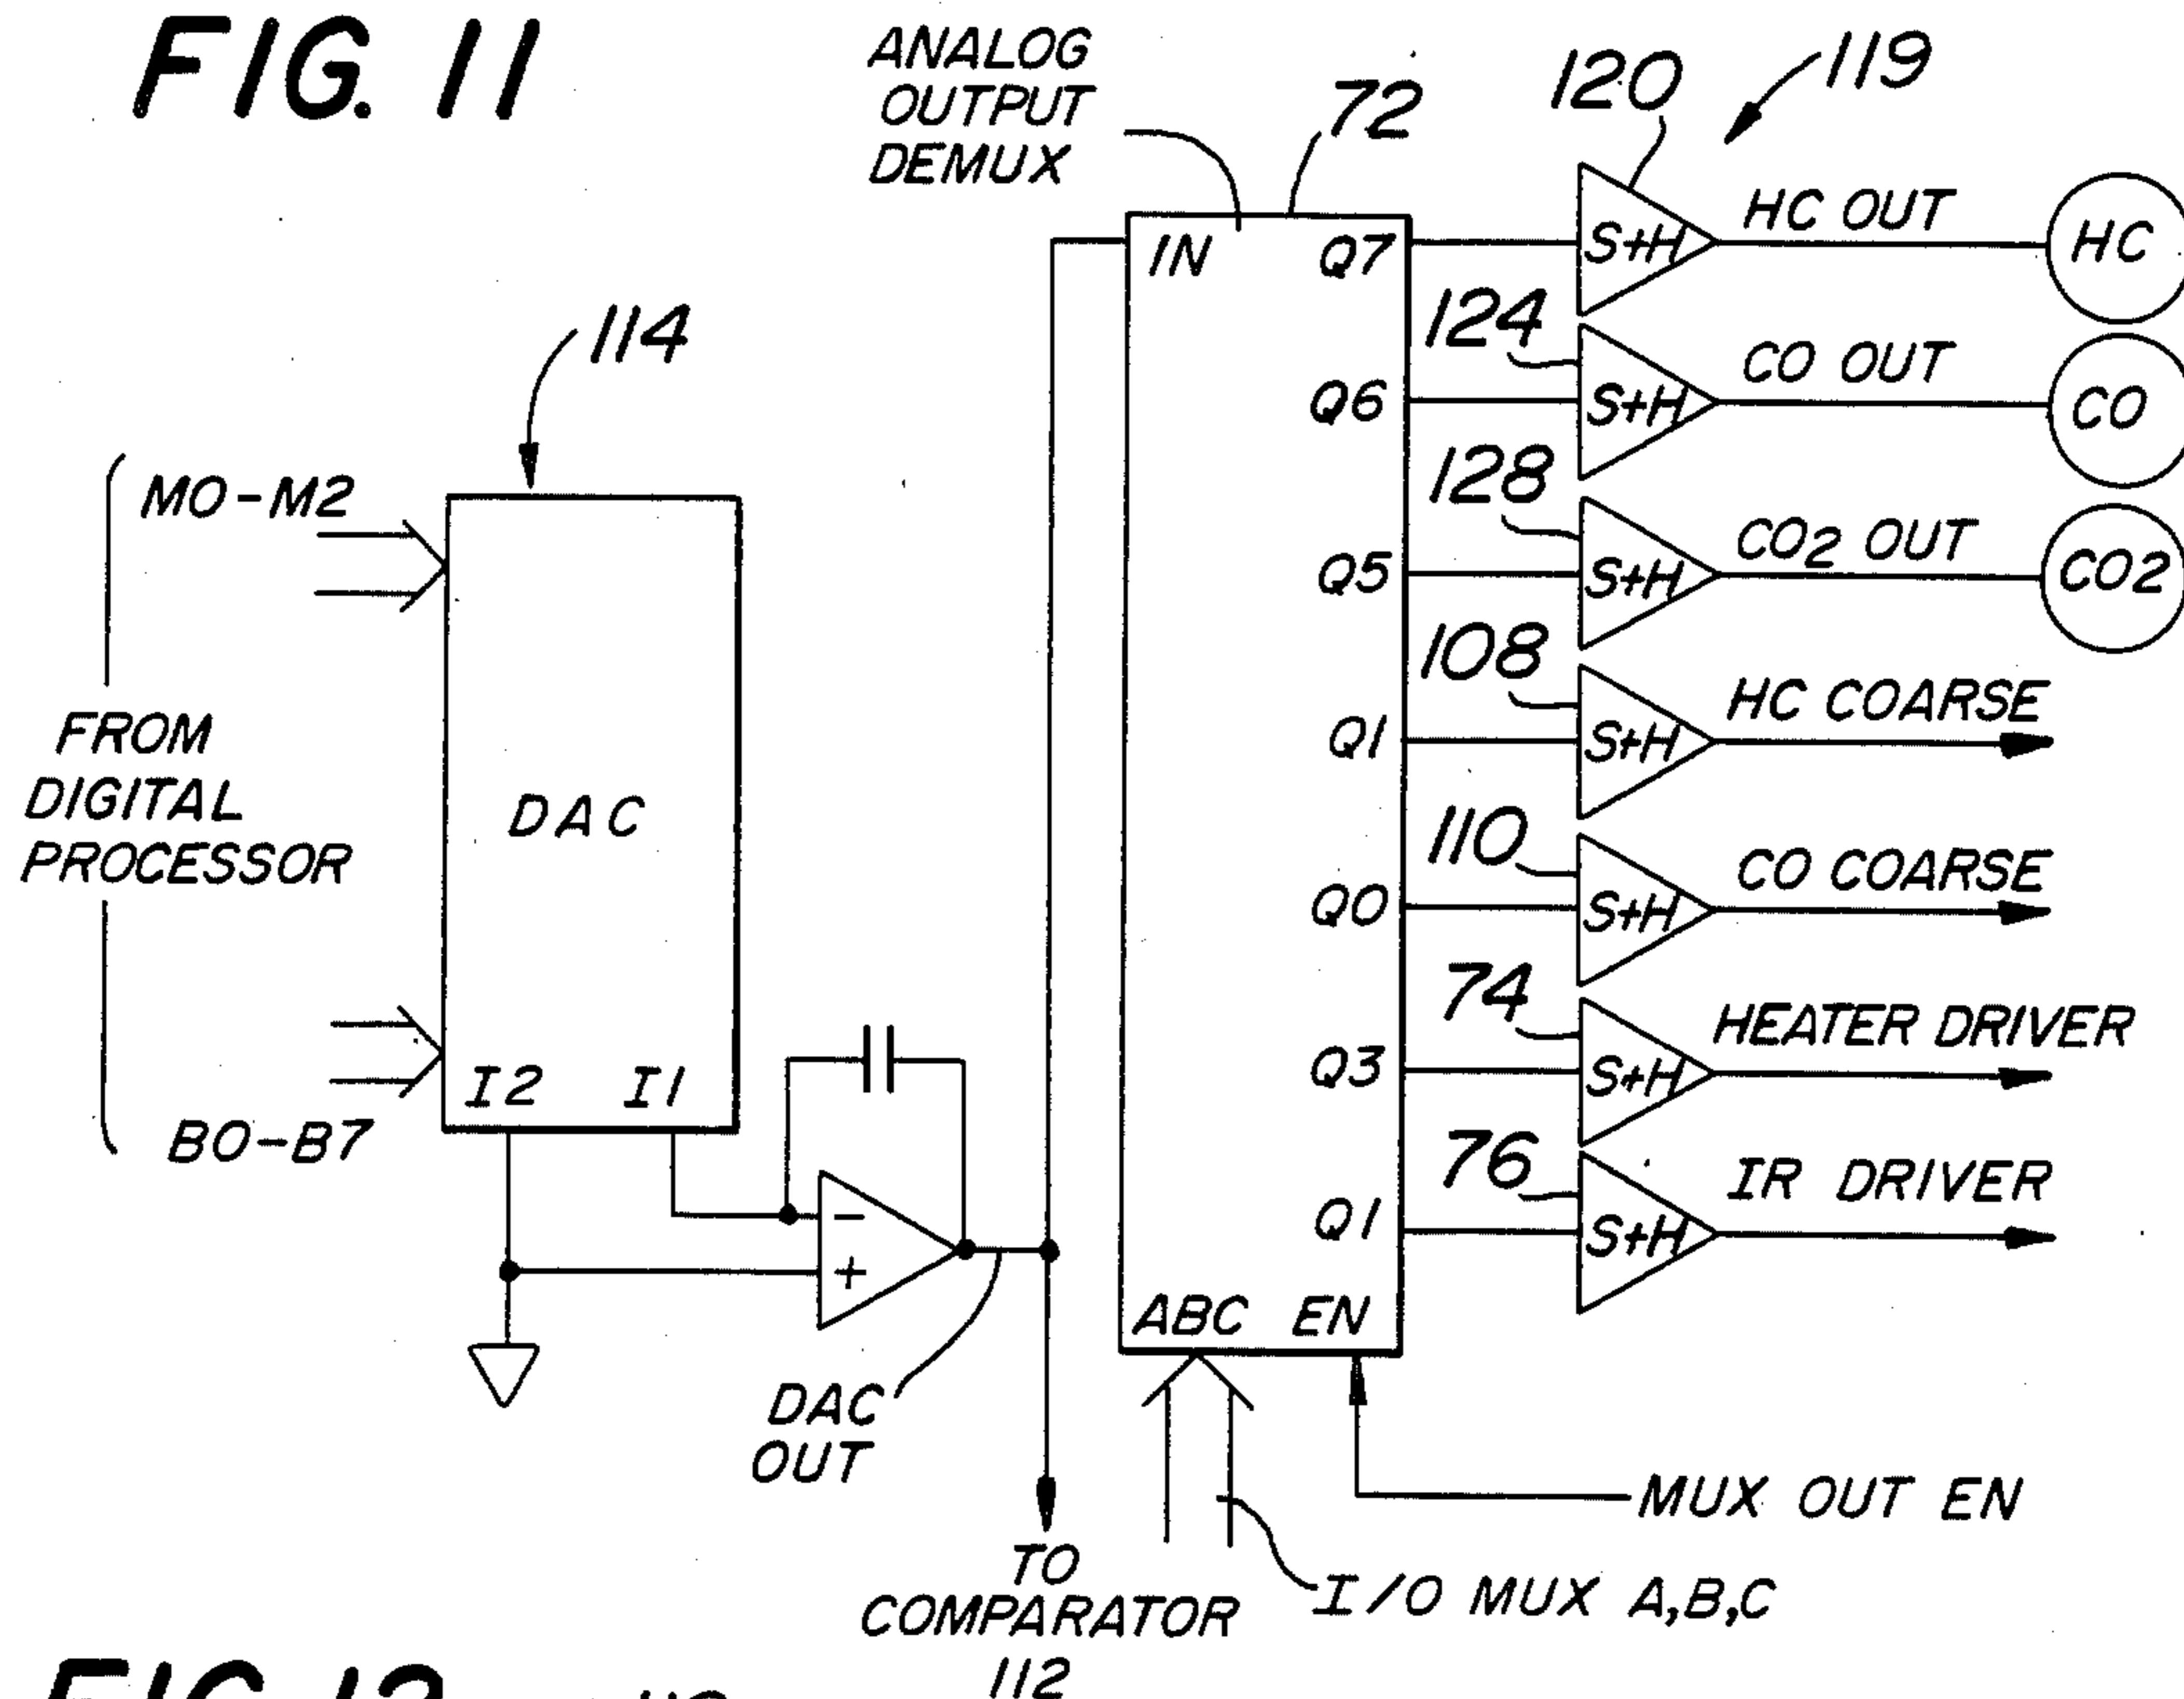 FIG. 11
ANALOG
OUTPUT
DEMUX
72
120
119
IN
Q7
S+H
HC OUT
HC
114
124
Q6
S+H
CO OUT
CO
MO-M2
128
Q5
S+H
CO2 OUT
CO2
108
Q1
S+H
HC COARSE
FROM
DIGITAL
PROCESSOR
DAC
110
Q0
S+H
CO COARSE
74
Q3
S+H
HEATER DRIVER
I2
I1
BO-B7
76
Q1
S+H
IR DRIVER
-
+
ABC
EN
DAC
OUT
MUX OUT EN
TO
COMPARATOR
112
I/O MUX A,B,C